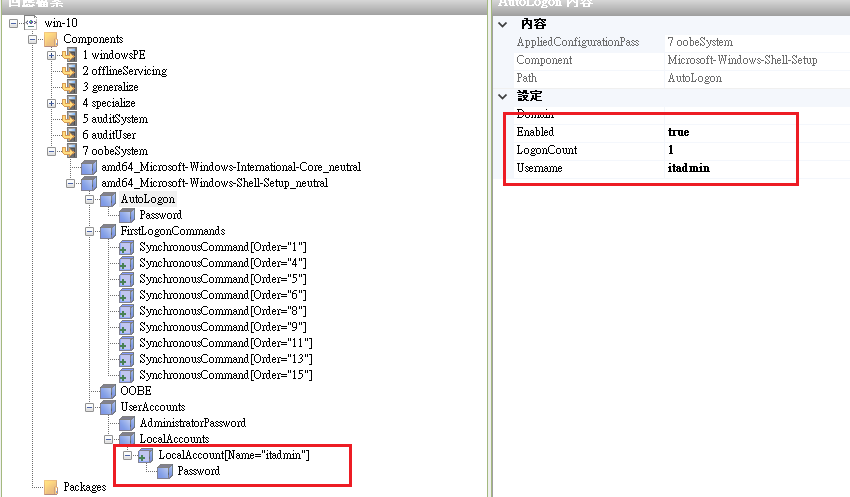 回應檔案
win-10
Components
1 windowsPE
2 offlineServicing
3 generalize
4 specialize
5 auditSystem
6 auditUser
7 oobeSystem
amd64_Microsoft-Windows-International-Core_neutral
amd64_Microsoft-Windows-Shell-Setup_neutral
AutoLogon
Password
FirstLogonCommands
SynchronousCommand[Order="1"]
SynchronousCommand[Order="4"]
SynchronousCommand[Order="5"]
SynchronousCommand[Order="6"]
SynchronousCommand[Order="8"]
SynchronousCommand[Order="9"]
SynchronousCommand[Order="11"]
SynchronousCommand[Order="13"]
SynchronousCommand[Order="15"]
OOBE
UserAccounts
AdministratorPassword
LocalAccounts
LocalAccount[Name="itadmin"]
Password
Packages
AutoLogon 內容
內容
AppliedConfigurationPass 7 oobeSystem
Component Microsoft-Windows-Shell-Setup
Path AutoLogon
設定
Domain
Enabled true
LogonCount 1
Username itadmin